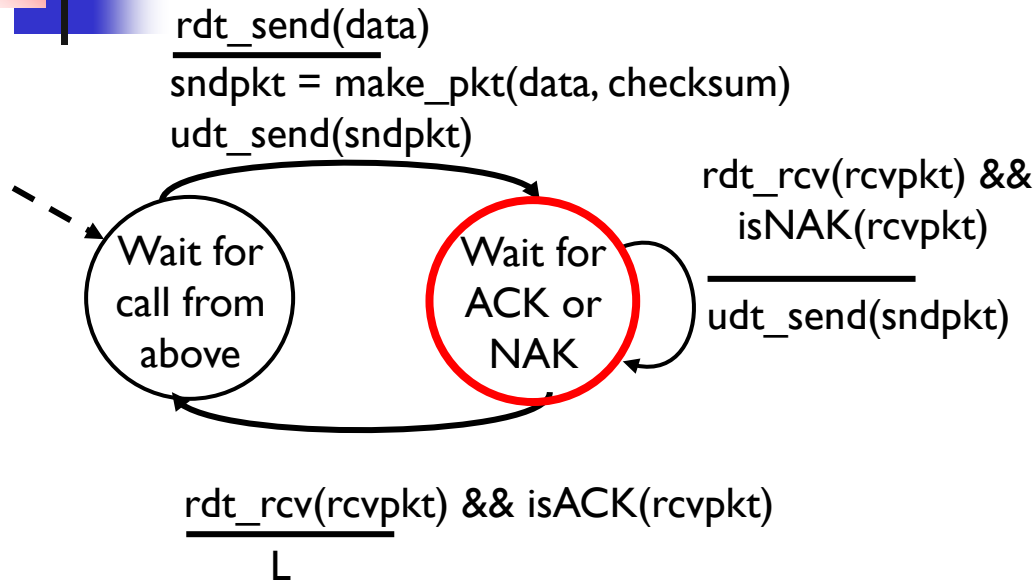 rdt_send(data)
sndpkt = make_pkt(data, checksum)
udt_send(sndpkt)
rdt_rcv(rcvpkt) &&
isNAK(rcvpkt)
udt_send(sndpkt)
Wait for
call from
above
Wait for
ACK or
NAK
rdt_rcv(rcvpkt) && isACK(rcvpkt)
L